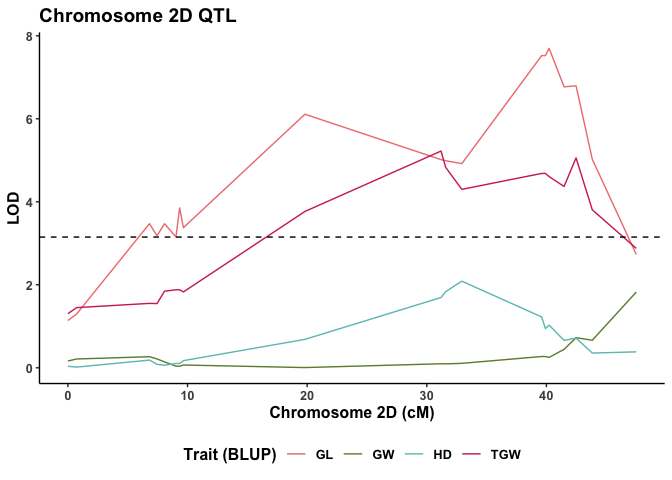 Chromosome 2D QTL
8
6
4
2
0
LOD
0 10 20 30 40
Chromosome 2D (cM)
Trait (BLUP) GL GW HD TGW